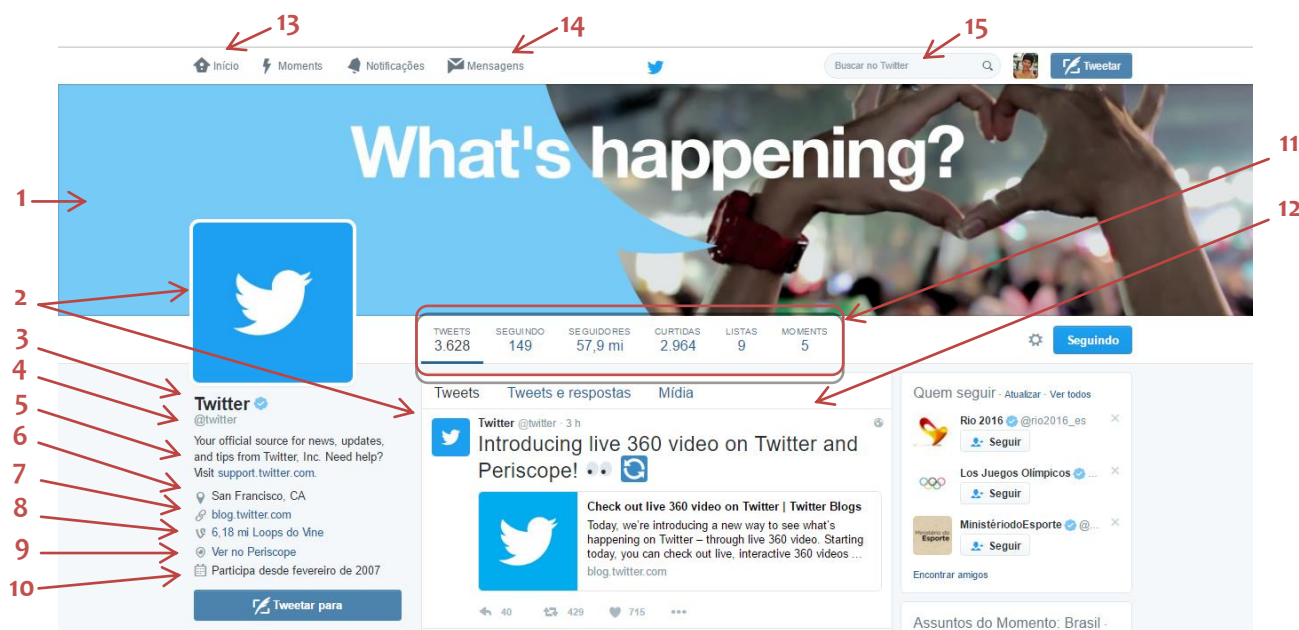 13
14
15
Início Moments Notificações Mensagens Buscar no Twitter Tweetar
What's happening?
11
1
12
2
TWEETS SEGUINDO SEGUIDORES CURTIDAS LISTAS MOMENTS
3.628 149 57,9 mi 2.964 9 5
Seguindo
3
4
5
6
7
8
9
10
Twitter
@twitter
Your official source for news, updates,
and tips from Twitter, Inc. Need help?
Visit support.twitter.com.
San Francisco, CA
blog.twitter.com
6,18 mi Loops do Vine
Ver no Periscope
Participa desde fevereiro de 2007
Tweetar para
Tweets Tweets e respostas Mídia
Twitter @twitter · 3 h
Introducing live 360 video on Twitter and
Periscope!
Check out live 360 video on Twitter | Twitter Blogs
Today, we're introducing a new way to see what's
happening on Twitter – through live 360 video. Starting
today, you can check out live, interactive 360 videos ...
blog.twitter.com
40 429 715
Quem seguir · Atualizar · Ver todos
Rio 2016 @rio2016_es
Seguir
Los Juegos Olímpicos ...
Seguir
MinistériodoEsporte @...
Seguir
Ministério do
Esporte
Encontrar amigos
Assuntos do Momento: Brasil ·